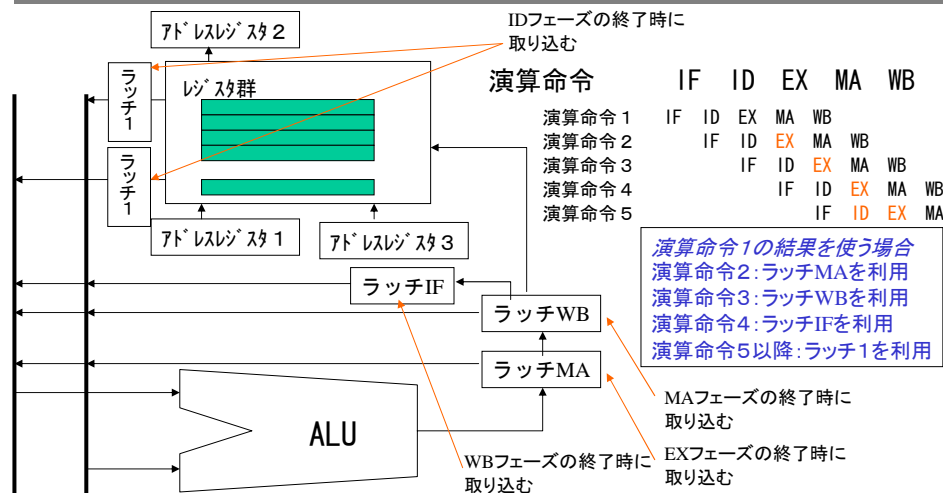 IDフェーズの終了時に
取り込む
アドレスレジスタ2
ラッチ1
レジスタ群
ラッチ1
アドレスレジスタ1
アドレスレジスタ3
ラッチIF
ラッチWB
ラッチMA
ALU
WBフェーズの終了時に
取り込む
MAフェーズの終了時に
取り込む
EXフェーズの終了時に
取り込む
演算命令 IF ID EX MA WB
演算命令1 IF ID EX MA WB
演算命令2 IF ID EX MA WB
演算命令3 IF ID EX MA WB
演算命令4 IF ID EX MA WB
演算命令5 IF ID EX MA
演算命令1の結果を使う場合
演算命令2:ラッチMAを利用
演算命令3:ラッチWBを利用
演算命令4:ラッチIFを利用
演算命令5以降:ラッチ1を利用